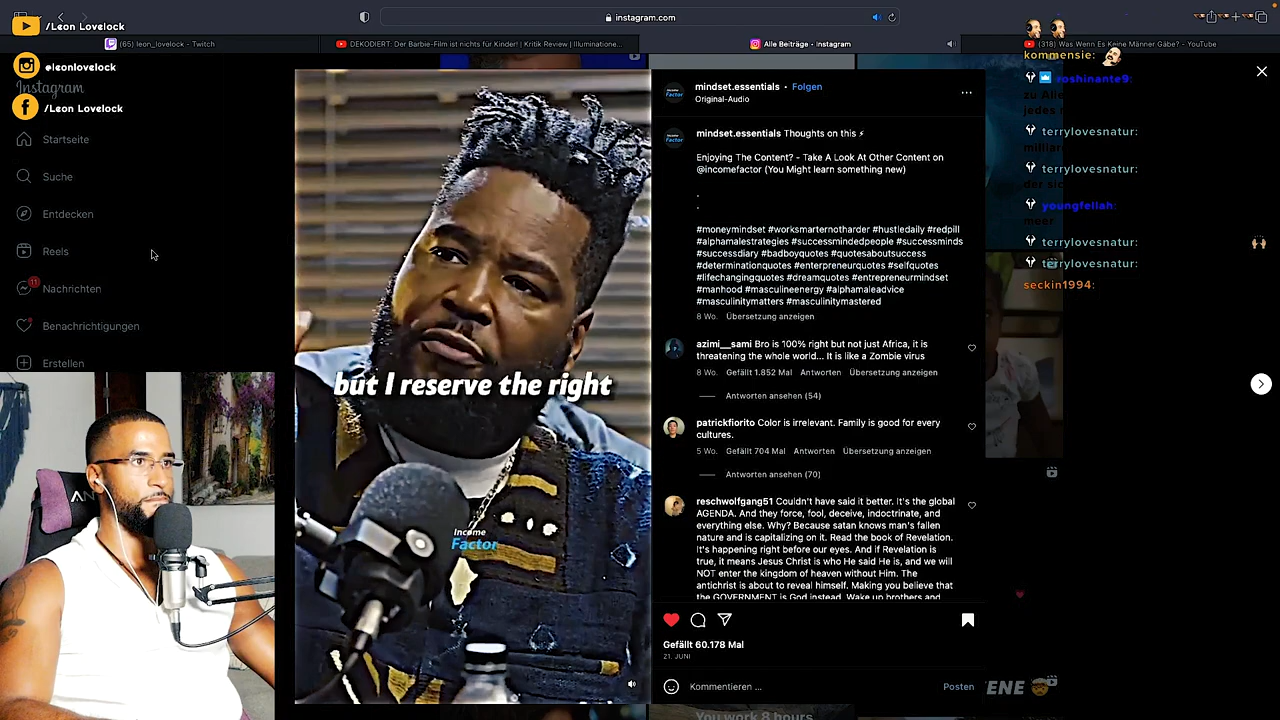 /Leon Lovelock
instagram.com
(65) leon_lovelock - Twitch
DEKODIERT: Der Barbie-Film ist nichts für Kinder! | Kritik Review | Illuminatione...
Alle Beiträge • Instagram
(318) Was Wenn Es Keine Männer Gäbe? - YouTube
@leonlovelock
Instagram
/Leon Lovelock
Startseite
Suche
Entdecken
Reels
11
Nachrichten
Benachrichtigungen
Erstellen
but I reserve the right
Income
Factor
mindset.essentials • Folgen
Original-Audio
mindset.essentials Thoughts on this ⚡
Enjoying The Content? - Take A Look At Other Content on
@incomefactor (You Might learn something new)
.
.
#moneymindset #worksmarternotharder #hustledaily #redpill
#alphamalestrategies #successmindedpeople #successminds
#successdiary #badboyquotes #quotesaboutsuccess
#determinationquotes #enterpreneurquotes #selfquotes
#lifechangingquotes #dreamquotes #entrepreneurmindset
#manhood #masculineenergy #alphamaleadvice
#masculinitymatters #masculinitymastered
8 Wo. Übersetzung anzeigen
azimi__sami Bro is 100% right but not just Africa, it is
threatening the whole world... It is like a Zombie virus
8 Wo. Gefällt 1.852 Mal Antworten Übersetzung anzeigen
Antworten ansehen (54)
patrickfiorito Color is irrelevant. Family is good for every
cultures.
5 Wo. Gefällt 704 Mal Antworten Übersetzung anzeigen
Antworten ansehen (70)
reschwolfgang51 Couldn't have said it better. It's the global
AGENDA. And they force, fool, deceive, indoctrinate, and
everything else. Why? Because satan knows man's fallen
nature and is capitalizing on it. Read the book of Revelation.
It's happening right before our eyes. And if Revelation is
true, it means Jesus Christ is who He said He is, and we will
NOT enter the kingdom of heaven without Him. The
antichrist is about to reveal himself. Making you believe that
the GOVERNMENT is God instead. Wake up brothers and
Gefällt 60.178 Mal
21. JUNI
Kommentieren ...
Posten
kommensie:
roshinante9:
zu Alle
jedes
terrylovesnatur:
terrylovesnatur:
der sic
youngfellah:
meer
terrylovesnatur:
terrylovesnatur:
seckin1994:
You work 8 hours